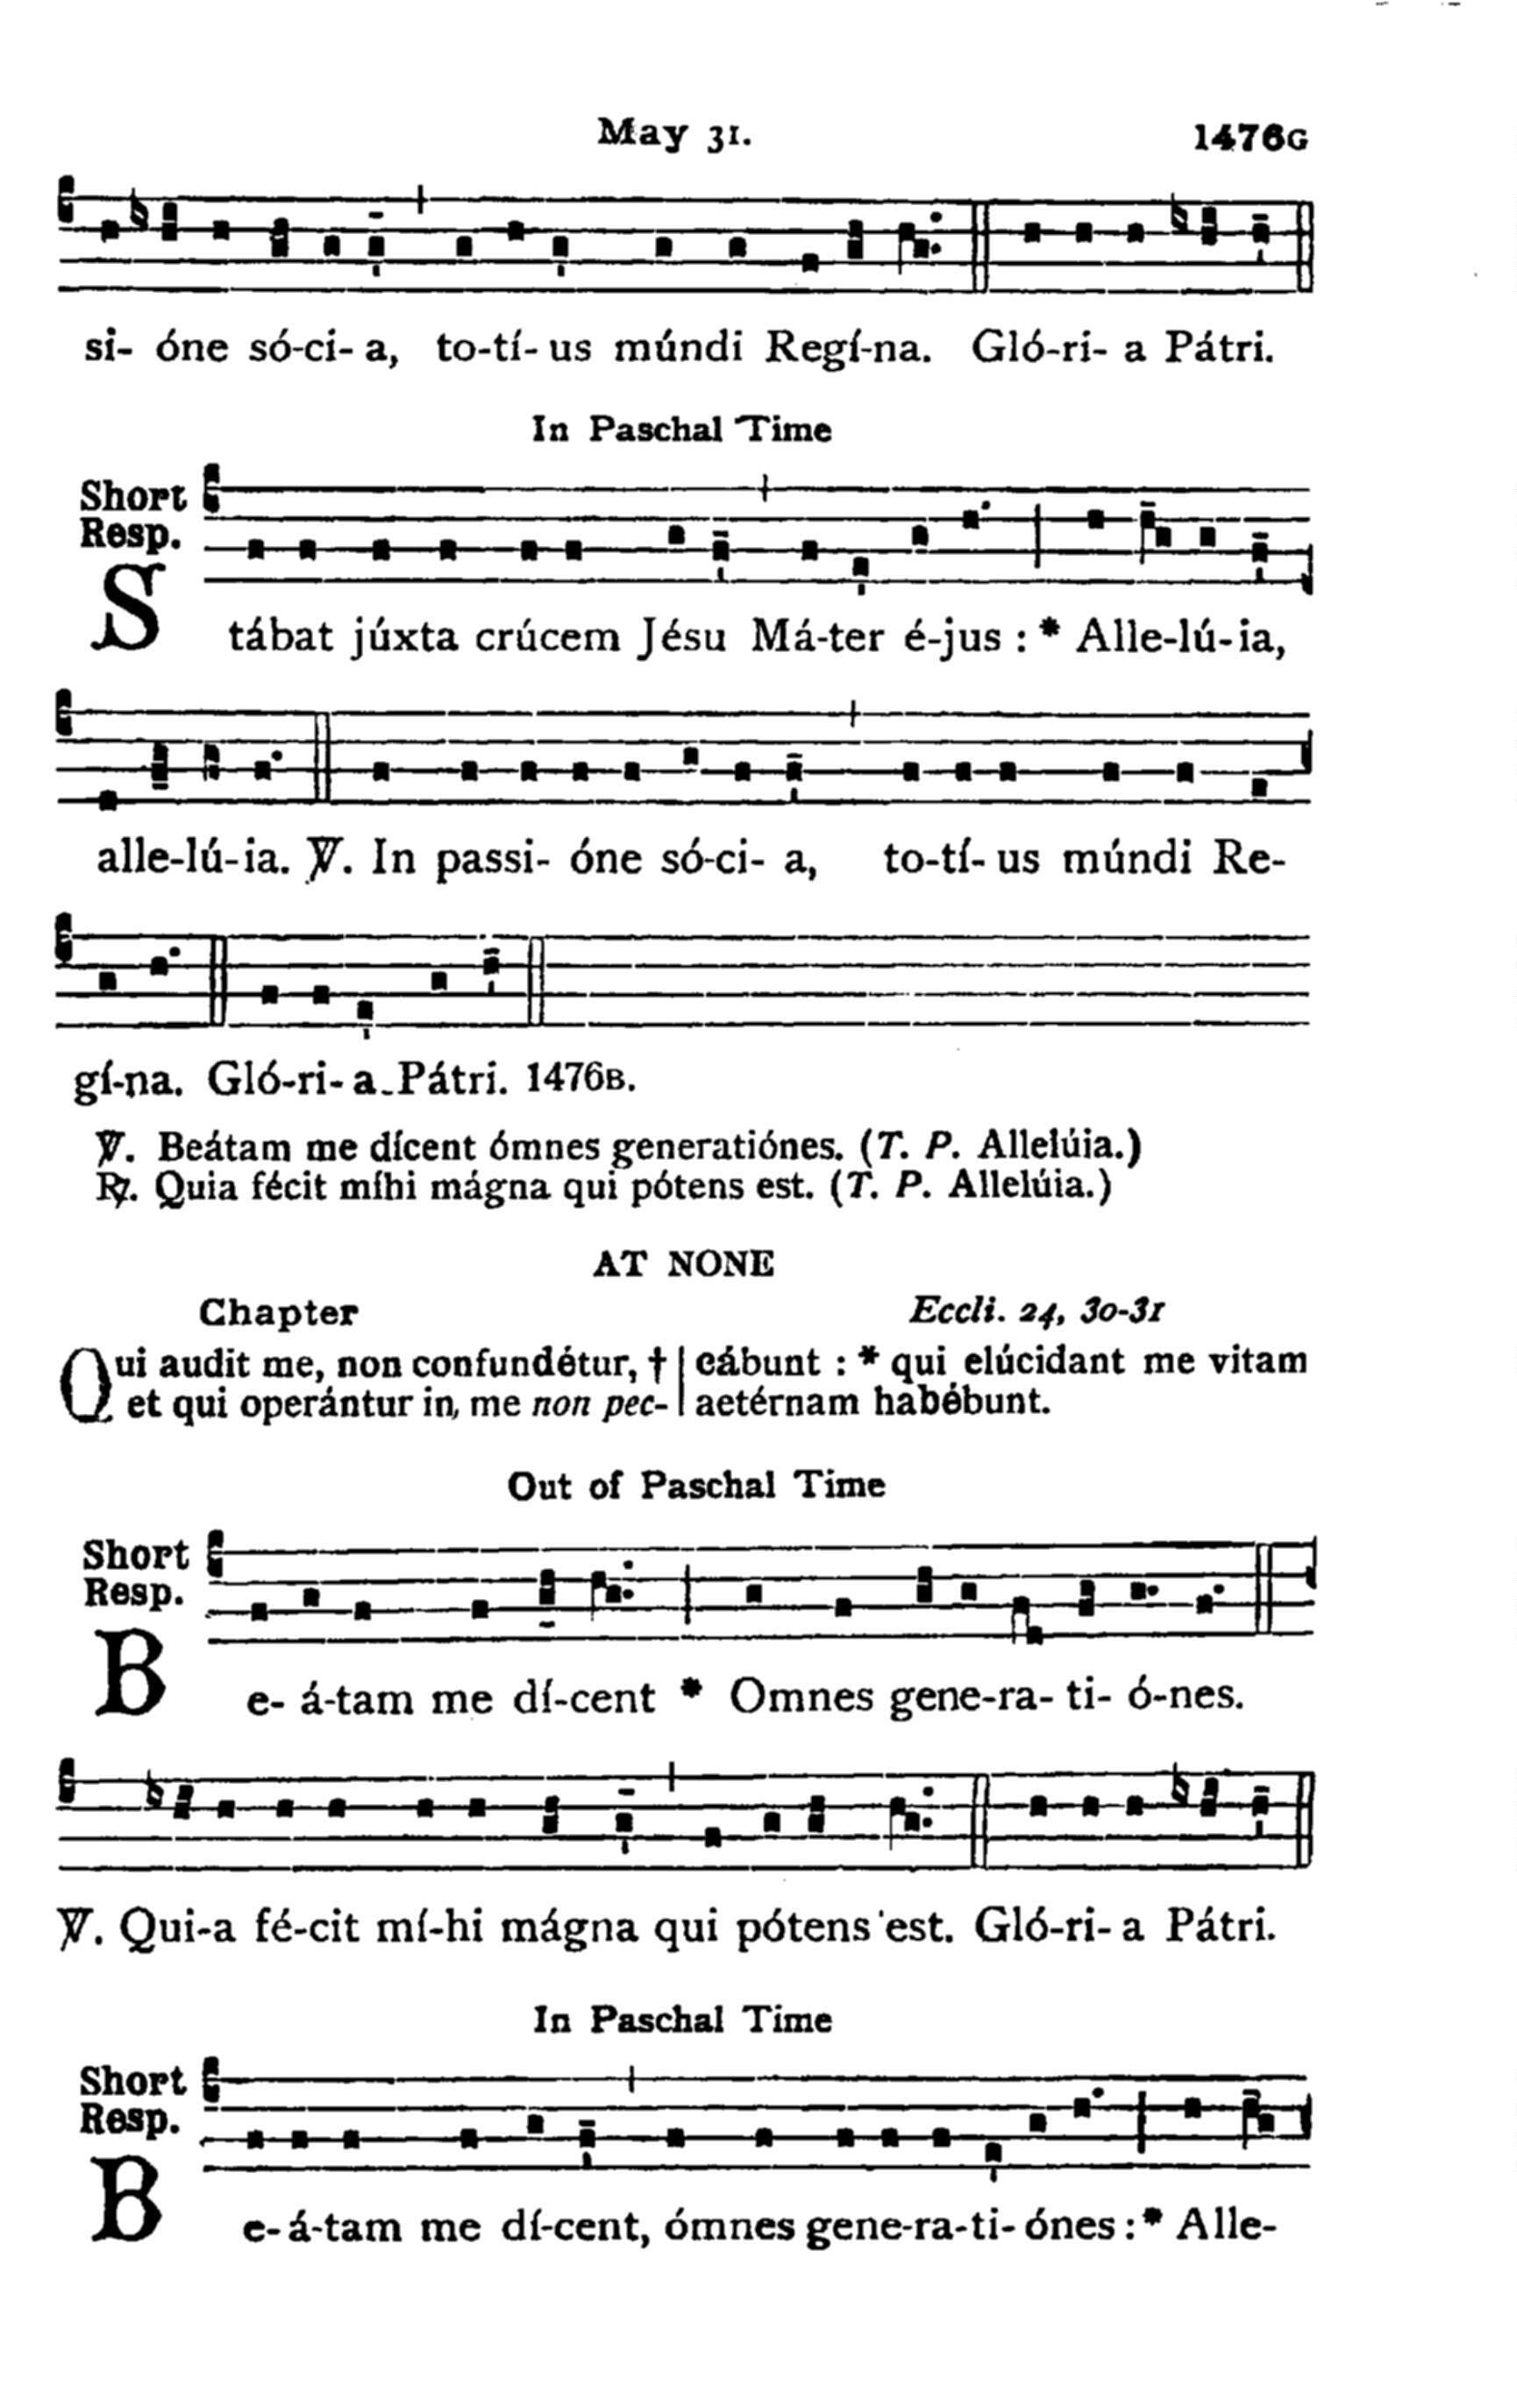 May 31.
1476G
si- óne só-ci- a, to-tí- us múndi Regí-na. Gló-ri- a Pátri.
In Paschal Time
Short
Resp.
Stábat júxta crúcem Jésu Má-ter é-jus : * Alle-lú-ia,
alle-lú-ia. ℣. In passi- óne só-ci- a, to-tí- us múndi Re-
gí-na. Gló-ri- a Pátri. 1476B.
℣. Beátam me dícent ómnes generatiónes. (T. P. Allelúia.)
℟. Quia fécit míhi mágna qui pótens est. (T. P. Allelúia.)
AT NONE
Chapter
Eccli. 24, 30-31
Qui audit me, non confundétur, †
et qui operántur in me non pec-
cábunt : * qui elúcidant me vitam
aetérnam habébunt.
Out of Paschal Time
Short
Resp.
Be- á-tam me dí-cent * Omnes gene-ra- ti- ó-nes.
℣. Qui-a fé-cit mí-hi mágna qui pótens est. Gló-ri- a Pátri.
In Paschal Time
Short
Resp.
Be- á-tam me dí-cent, ómnes gene-ra-ti- ónes : * Alle-